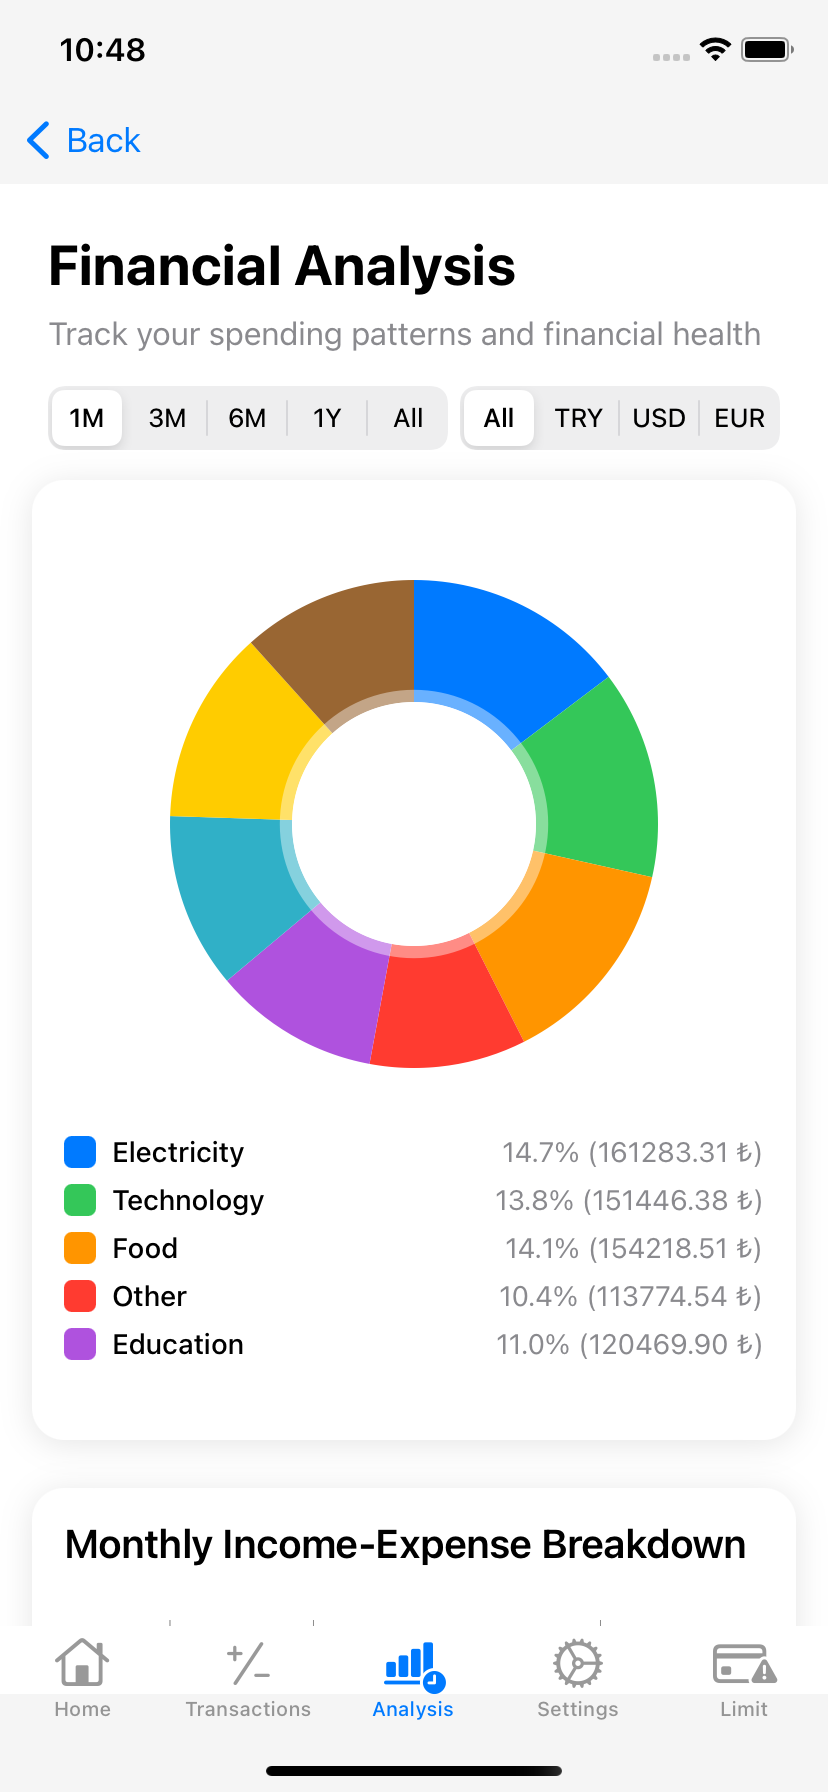 10:48
Back
Financial Analysis
Track your spending patterns and financial health
1M 3M 6M 1Y All All TRY USD EUR
Electricity 14.7% (161283.31 ₺)
Technology 13.8% (151446.38 ₺)
Food 14.1% (154218.51 ₺)
Other 10.4% (113774.54 ₺)
Education 11.0% (120469.90 ₺)
Monthly Income-Expense Breakdown
Home Transactions Analysis Settings Limit